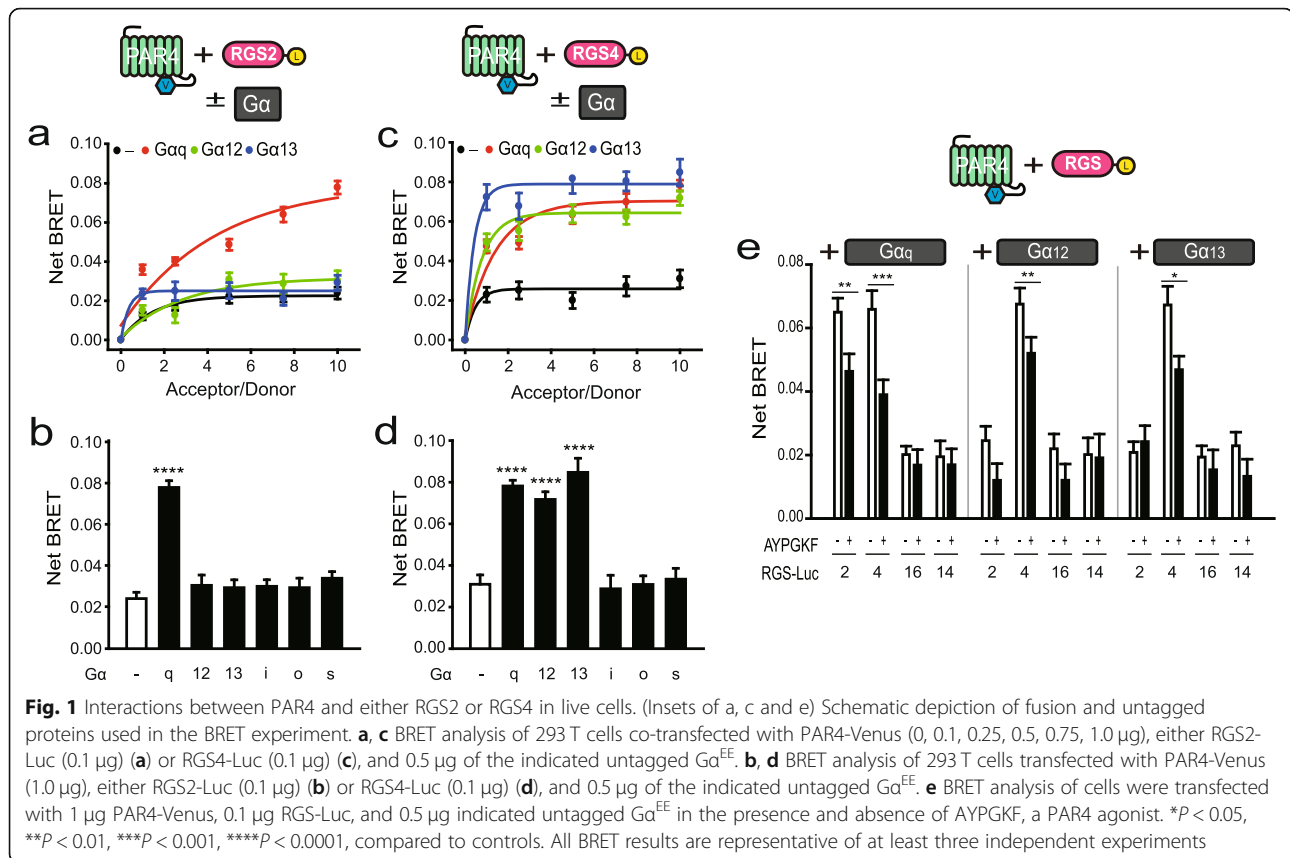 PAR4 + RGS2 L
V
± Gα
a
— Gαq Gα12 Gα13
Net BRET
0.10
0.08
0.06
0.04
0.02
0.00
0 2 4 6 8 10
Acceptor/Donor
b
Net BRET
0.10
0.08
0.06
0.04
0.02
0.00
****
Gα - q 12 13 i o s
PAR4 + RGS4 L
V
± Gα
c
— Gαq Gα12 Gα13
Net BRET
0.10
0.08
0.06
0.04
0.02
0.00
0 2 4 6 8 10
Acceptor/Donor
d
Net BRET
0.10
0.08
0.06
0.04
0.02
0.00
**** **** ****
Gα - q 12 13 i o s
PAR4 + RGS L
V
e
+ Gαq + Gα12 + Gα13
Net BRET
0.08
0.06
0.04
0.02
0.00
** *** ** *
AYPGKF - + - + - + - + - + - + - + - + - + - + - + - +
RGS-Luc 2 4 16 14 2 4 16 14 2 4 16 14
Fig. 1 Interactions between PAR4 and either RGS2 or RGS4 in live cells. (Insets of a, c and e) Schematic depiction of fusion and untagged
proteins used in the BRET experiment. a, c BRET analysis of 293 T cells co-transfected with PAR4-Venus (0, 0.1, 0.25, 0.5, 0.75, 1.0 μg), either RGS2-
Luc (0.1 μg) (a) or RGS4-Luc (0.1 μg) (c), and 0.5 μg of the indicated untagged Gα^EE. b, d BRET analysis of 293 T cells transfected with PAR4-Venus
(1.0 μg), either RGS2-Luc (0.1 μg) (b) or RGS4-Luc (0.1 μg) (d), and 0.5 μg of the indicated untagged Gα^EE. e BRET analysis of cells were transfected
with 1 μg PAR4-Venus, 0.1 μg RGS-Luc, and 0.5 μg indicated untagged Gα^EE in the presence and absence of AYPGKF, a PAR4 agonist. *P < 0.05,
**P < 0.01, ***P < 0.001, ****P < 0.0001, compared to controls. All BRET results are representative of at least three independent experiments